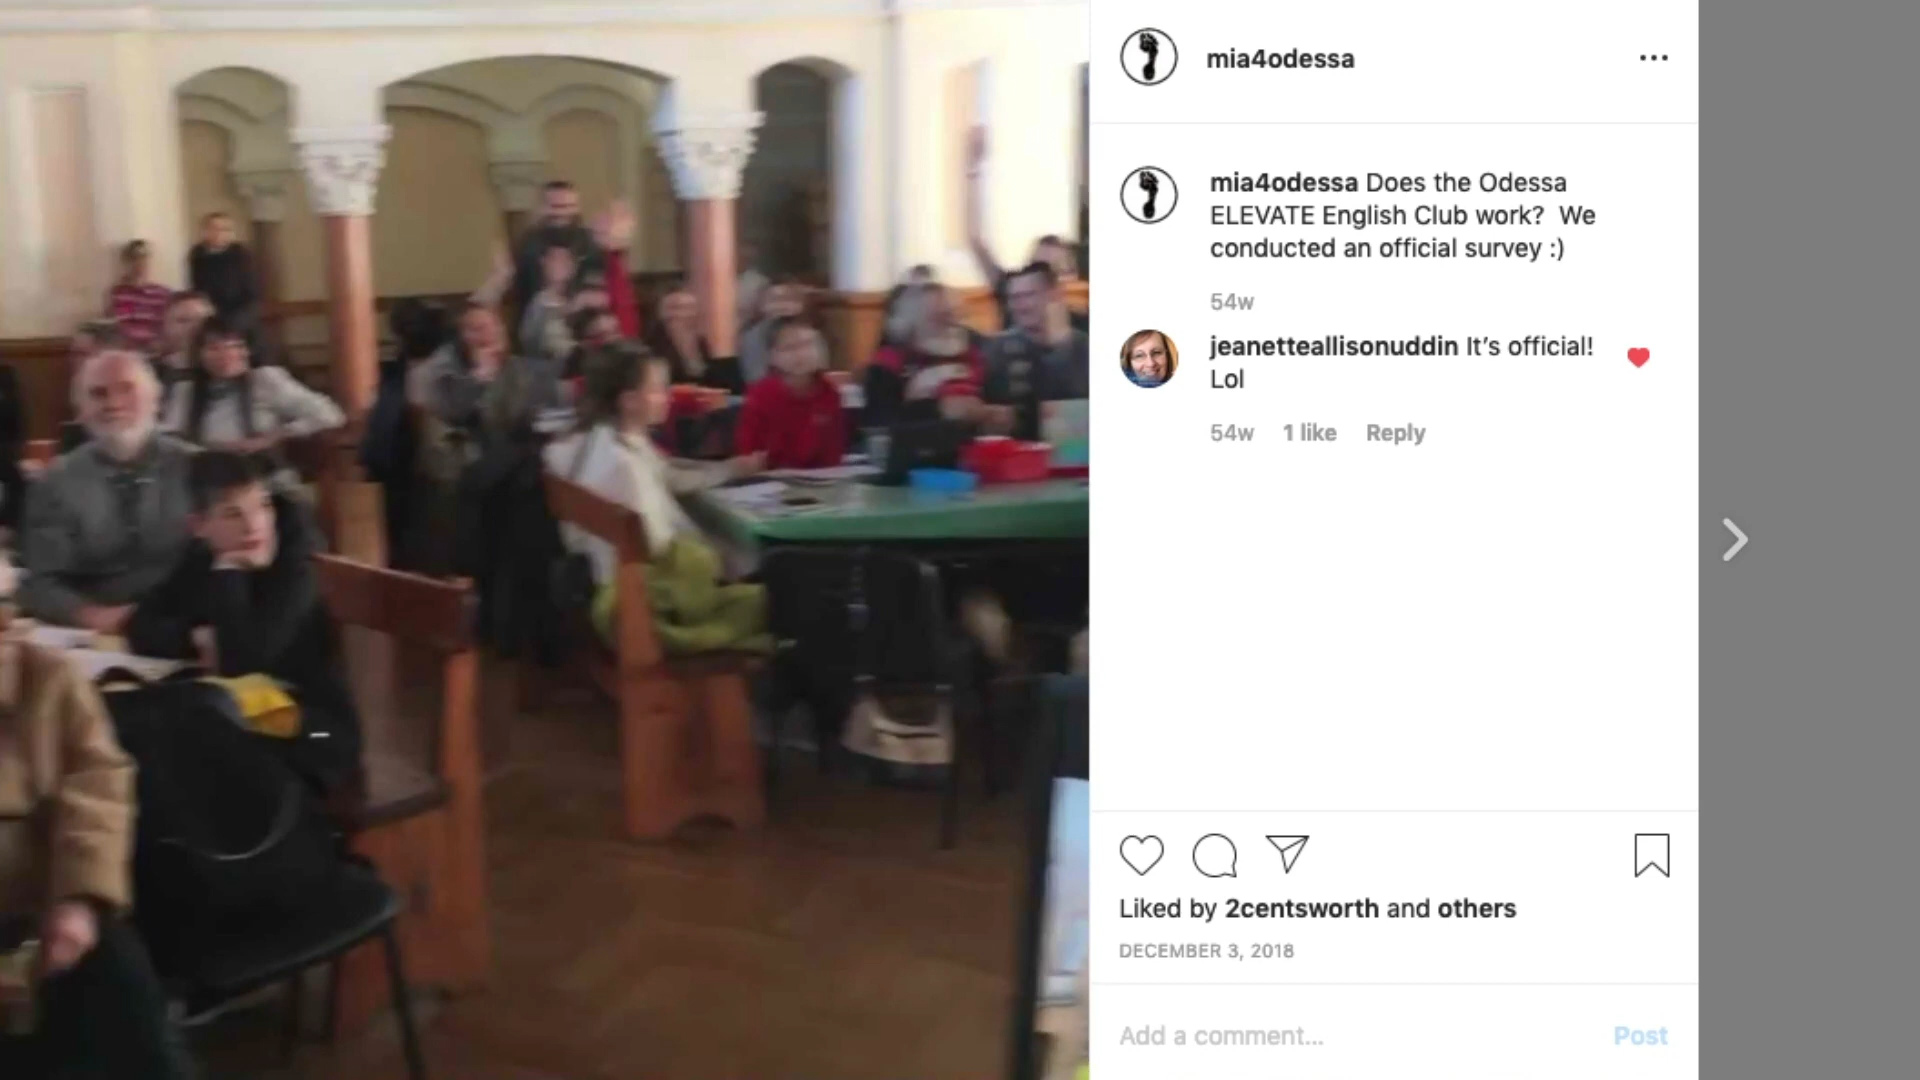 mia4odessa
mia4odessa Does the Odessa
ELEVATE English Club work?  We
conducted an official survey :)
54w
jeanetteallisonuddin It’s official!
Lol
54w 1 like Reply
Liked by 2centsworth and others
DECEMBER 3, 2018
Add a comment... Post